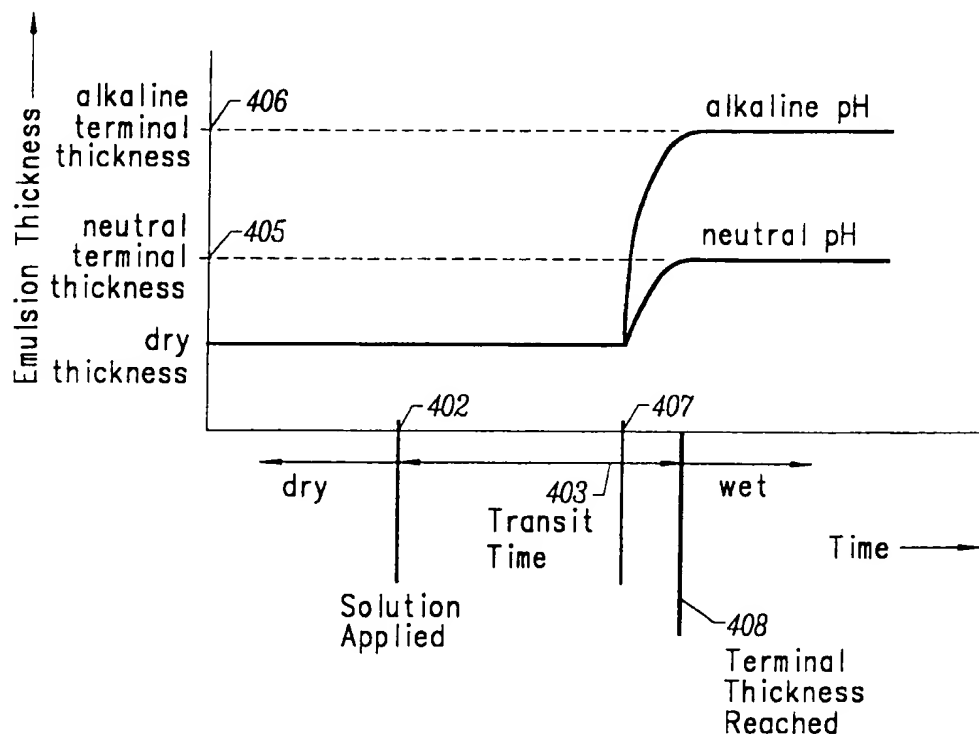 Emulsion Thickness
alkaline
terminal
thickness
406
alkaline pH
neutral
terminal
thickness
405
neutral pH
dry
thickness
402
407
dry
403
wet
Transit
Time
Time
Solution
Applied
408
Terminal
Thickness
Reached